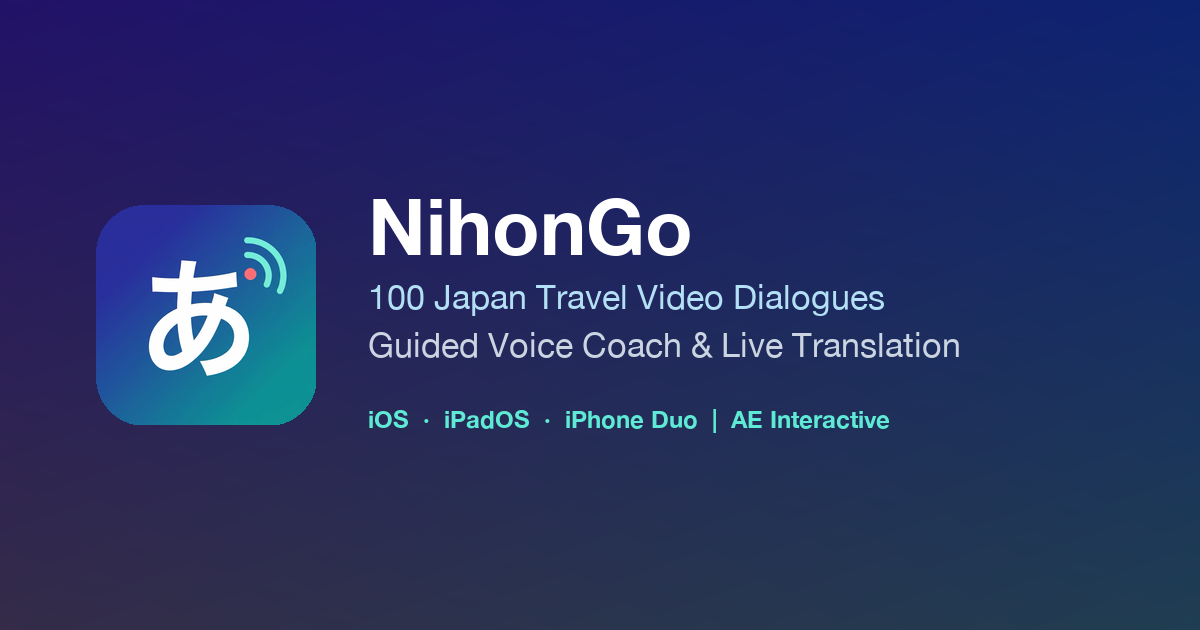 あ
NihonGo
100 Japan Travel Video Dialogues
Guided Voice Coach & Live Translation
iOS · iPadOS · iPhone Duo | AE Interactive